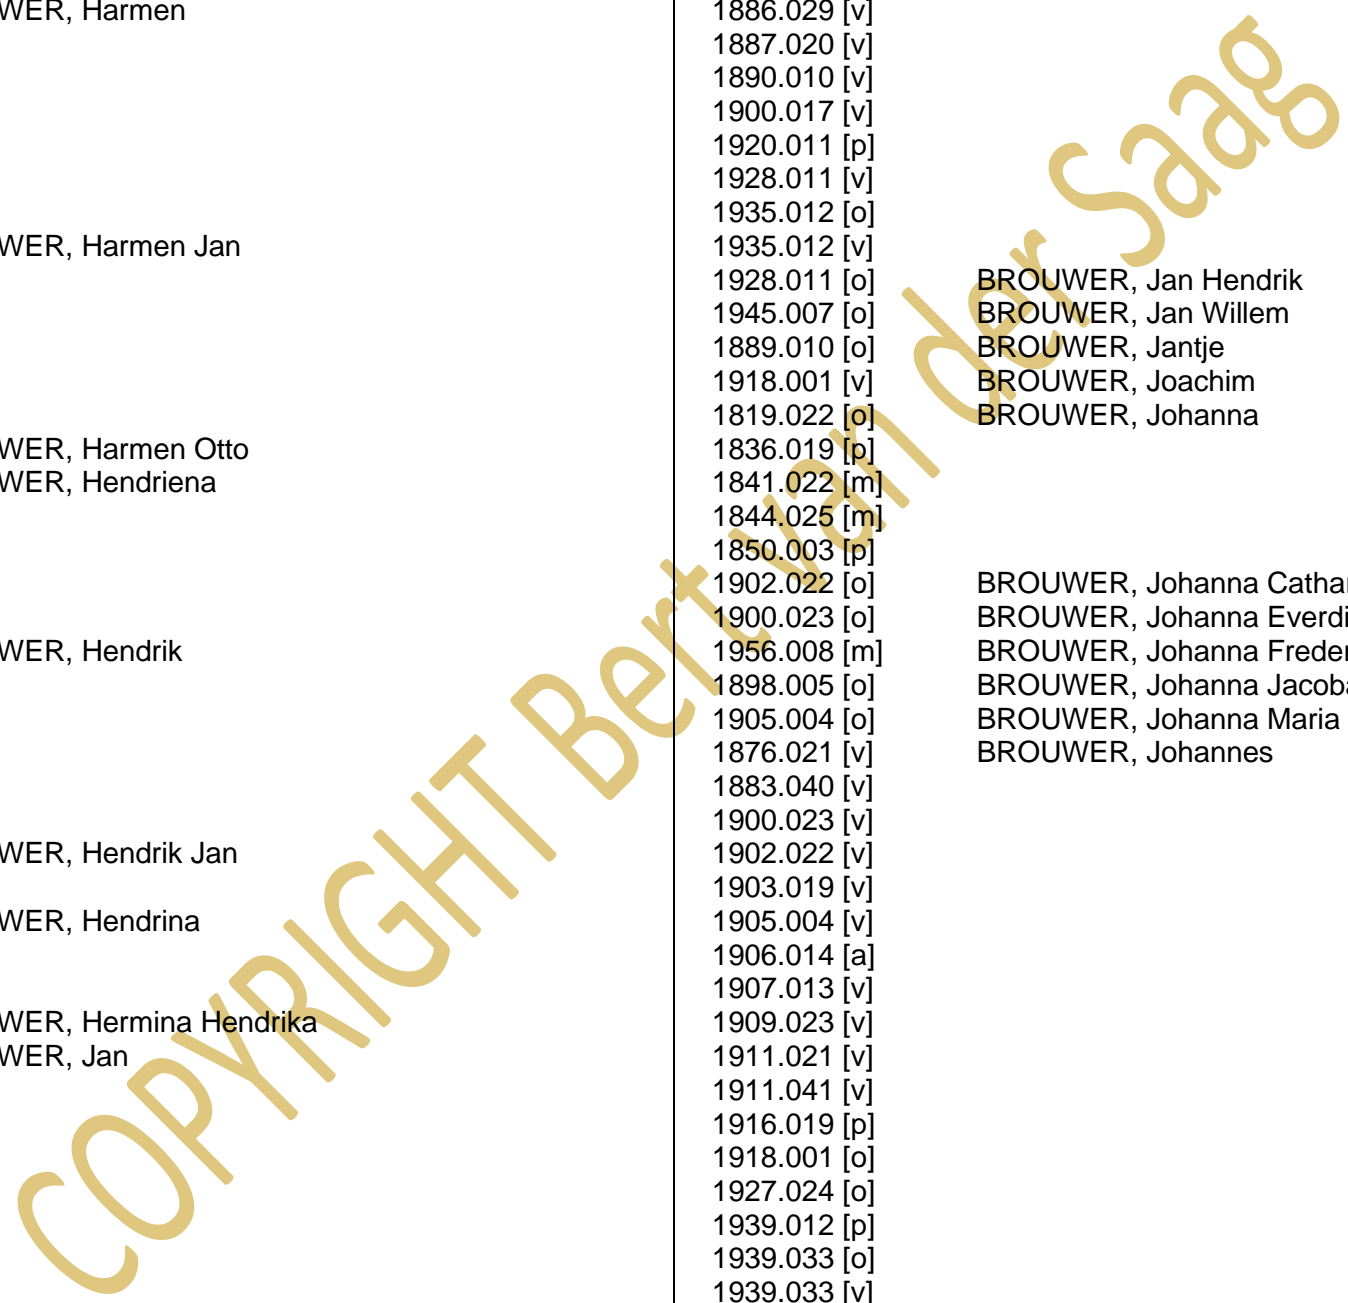 WER, Harmen
WER, Harmen Jan
WER, Harmen Otto
WER, Hendriena
WER, Hendrik
WER, Hendrik Jan
WER, Hendrina
WER, Hermina Hendrika
WER, Jan
1886.029 [v]
1887.020 [v]
1890.010 [v]
1900.017 [v]
1920.011 [p]
1928.011 [v]
1935.012 [o]
1935.012 [v]
1928.011 [o] BROUWER, Jan Hendrik
1945.007 [o] BROUWER, Jan Willem
1889.010 [o] BROUWER, Jantje
1918.001 [v] BROUWER, Joachim
1819.022 [o] BROUWER, Johanna
1836.019 [p]
1841.022 [m]
1844.025 [m]
1850.003 [p]
1902.022 [o] BROUWER, Johanna Cathar
1900.023 [o] BROUWER, Johanna Everdi
1956.008 [m] BROUWER, Johanna Freder
1898.005 [o] BROUWER, Johanna Jacoba
1905.004 [o] BROUWER, Johanna Maria
1876.021 [v] BROUWER, Johannes
1883.040 [v]
1900.023 [v]
1902.022 [v]
1903.019 [v]
1905.004 [v]
1906.014 [a]
1907.013 [v]
1909.023 [v]
1911.021 [v]
1911.041 [v]
1916.019 [p]
1918.001 [o]
1927.024 [o]
1939.012 [p]
1939.033 [o]
1939.033 [v]
COPYRIGHT Bert van der Saag